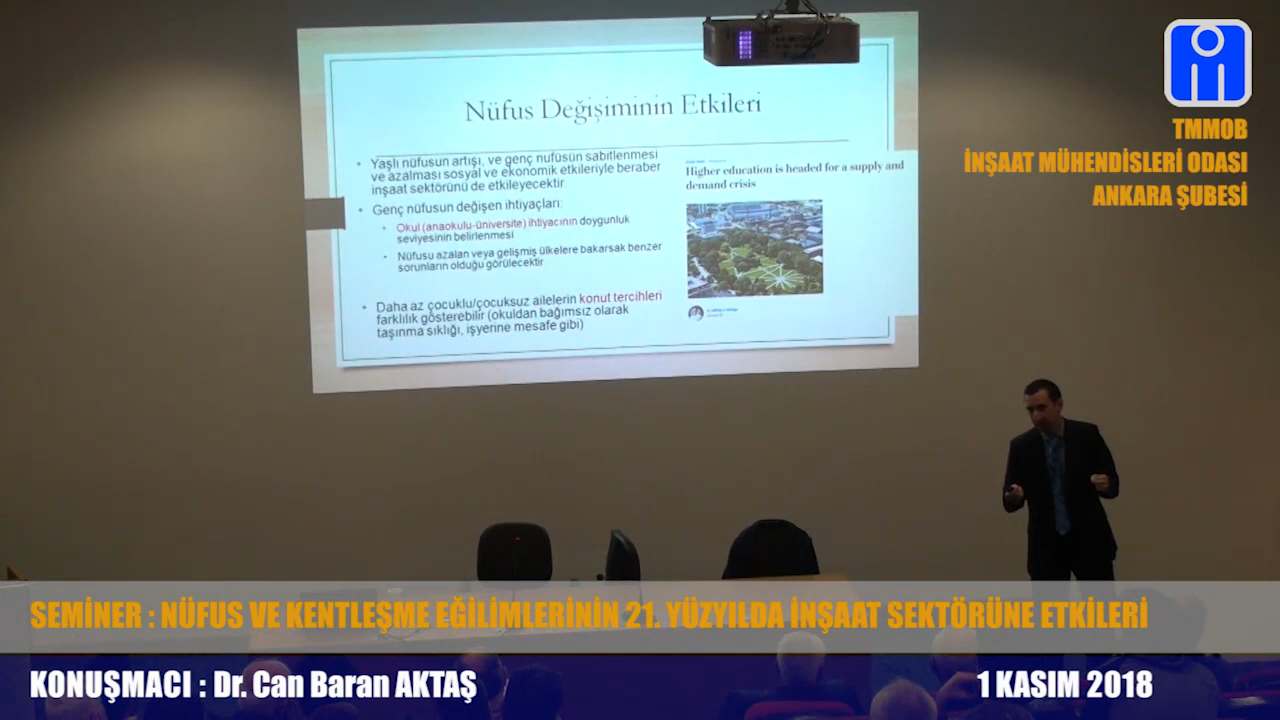 Nüfus Değişiminin Etkileri
• Yaşlı nüfusun artışı, ve genç nufüsün sabitlenmesi
ve azalması sosyal ve ekonomik etkileriyle beraber
inşaat sektörünü de etkileyecektir
• Genç nüfusun değişen ihtiyaçları:
• Okul (anaokulu-üniversite) ihtiyacının doygunluk
seviyesinin belirlenmesi
• Nüfusu azalan veya gelişmiş ülkelere bakarsak benzer
sorunların olduğu görülecektir
• Daha az çocuklu/çocuksuz ailelerin konut tercihleri
farklılık gösterebilir (okuldan bağımsız olarak
taşınma sıklığı, işyerine mesafe gibi)
Higher education is headed for a supply and
demand crisis
TMMOB
İNŞAAT MÜHENDİSLERİ ODASI
ANKARA ŞUBESİ
SEMİNER : NÜFUS VE KENTLEŞME EĞİLİMLERİNİN 21. YÜZYILDA İNŞAAT SEKTÖRÜNE ETKİLERİ
KONUŞMACI : Dr. Can Baran AKTAŞ
1 KASIM 2018